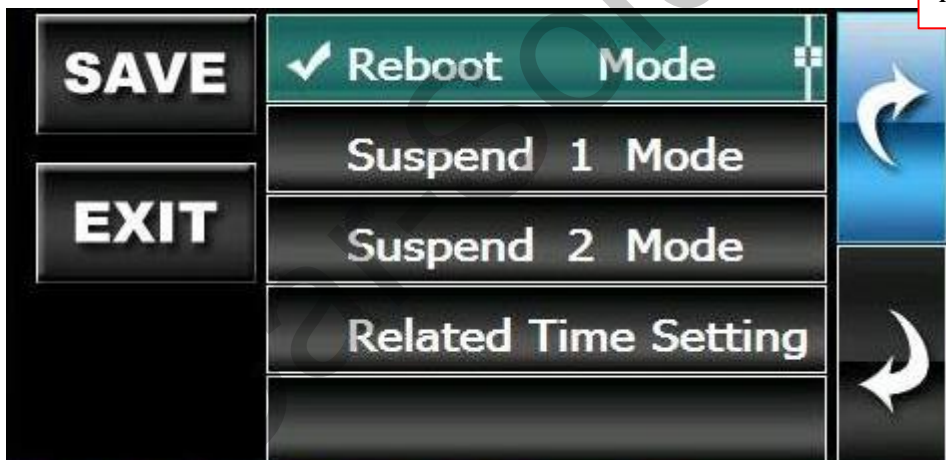 SAVE
EXIT
Reboot Mode
Suspend 1 Mode
Suspend 2 Mode
Related Time Setting